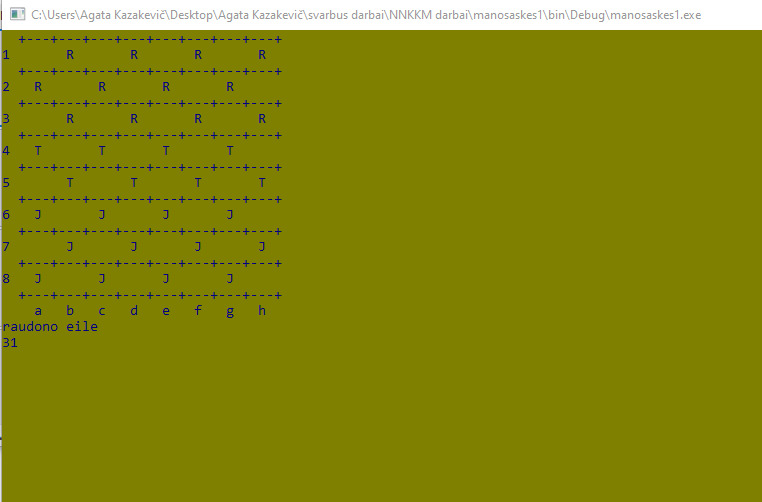 C:\Users\Agata Kazakevič\Desktop\Agata Kazakevič\svarbus darbai\NNKKM darbai\manosaskes1\bin\Debug\manosaskes1.exe
  +---+---+---+---+---+---+---+---+
1       R       R       R       R
  +---+---+---+---+---+---+---+---+
2   R       R       R       R
  +---+---+---+---+---+---+---+---+
3       R       R       R       R
  +---+---+---+---+---+---+---+---+
4   T       T       T       T
  +---+---+---+---+---+---+---+---+
5       T       T       T       T
  +---+---+---+---+---+---+---+---+
6   J       J       J       J
  +---+---+---+---+---+---+---+---+
7       J       J       J       J
  +---+---+---+---+---+---+---+---+
8   J       J       J       J
  +---+---+---+---+---+---+---+---+
    a   b   c   d   e   f   g   h
raudono eile
31